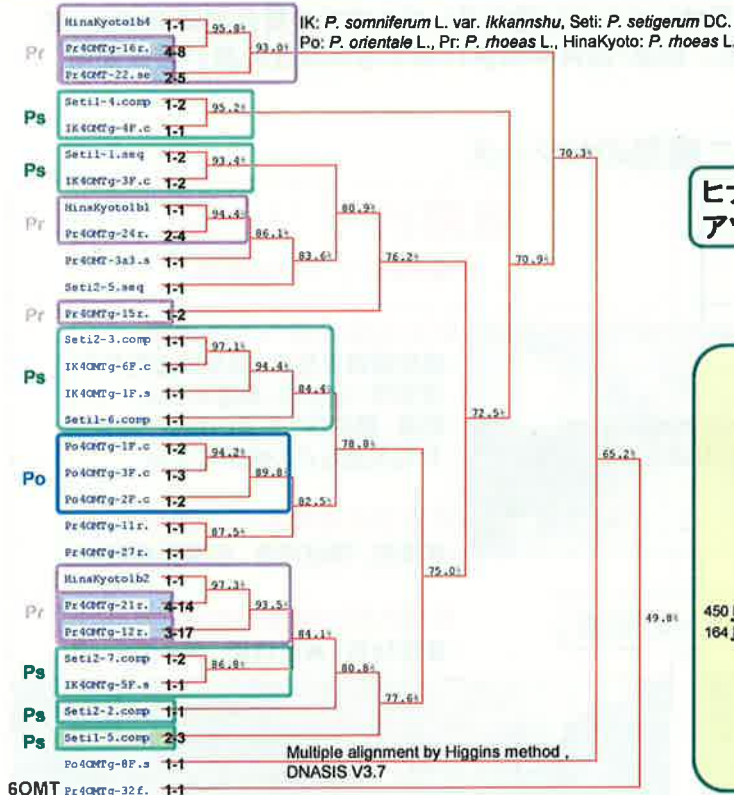 IK: P. somniferum L. var. ikkannshu, Seti: P. setigerum DC.
Po: P. orientale L., Pr: P. rhoeas L., HinaKyoto: P. rhoeas L.
HinaKyoto1b4 1-1
95.8%
Pr Pr4OMTg-16r. 4-8
93.0%
Pr4OMT-22.se 2-5
Ps Seti1-4.comp 1-2
95.2%
IK4OMTg-4F.c 1-1
Ps Seti1-1.seq 1-2
93.4%
70.3%
IK4OMTg-3F.c 1-2
HinaKyoto1b1 1-1
94.4%
80.9%
Pr Pr4OMTg-24r. 2-4
86.1%
Pr4OMT-3a3.s 1-1
83.6%
76.2%
70.9%
Seti2-5.seq 1-1
Pr Pr4OMTg-15r. 1-2
Seti2-3.comp 1-1
97.1%
IK4OMTg-6F.c 1-1
94.4%
Ps IK4OMTg-1F.s 1-1
84.4%
Seti1-6.comp 1-1
72.5%
Po4OMTg-1F.c 1-2
94.2%
78.8%
65.2%
Po Po4OMTg-3F.c 1-3
89.8%
Po4OMTg-2F.c 1-2
82.5%
Pr4OMTg-11r. 1-1
87.5%
Pr4OMTg-27r. 1-1
75.0%
HinaKyoto1b2 1-1
97.3%
Pr Pr4OMTg-21r. 4-14
93.5%
49.8%
Pr4OMTg-12r. 3-17
84.1%
Ps Seti2-7.comp 1-2
86.8%
80.8%
IK4OMTg-5F.s 1-1
77.6%
Ps Seti2-2.comp 1-1
Ps Seti1-5.comp 2-3
Multiple alignment by Higgins method ,
DNASIS V3.7
Po4OMTg-8F.s 1-1
6OMT Pr4OMTg-32f. 1-1
ヒナ
450
164